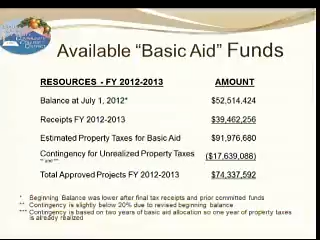 COMMUNITY
COLLEGE
DISTRICT
Available "Basic Aid" Funds
RESOURCES - FY 2012-2013 AMOUNT
Balance at July 1, 2012* $52,514,424
Receipts FY 2012-2013 $39,462,256
Estimated Property Taxes for Basic Aid $91,976,680
Contingency for Unrealized Property Taxes ($17,639,088)
** and ***
Total Approved Projects FY 2012-2013 $74,337,592
* Beginning Balance was lower after final tax receipts and prior committed funds
** Contingency is slightly below 20% due to revised beginning balance
*** Contingency is based on two years of basic aid allocation so one year of property taxes
is already realized